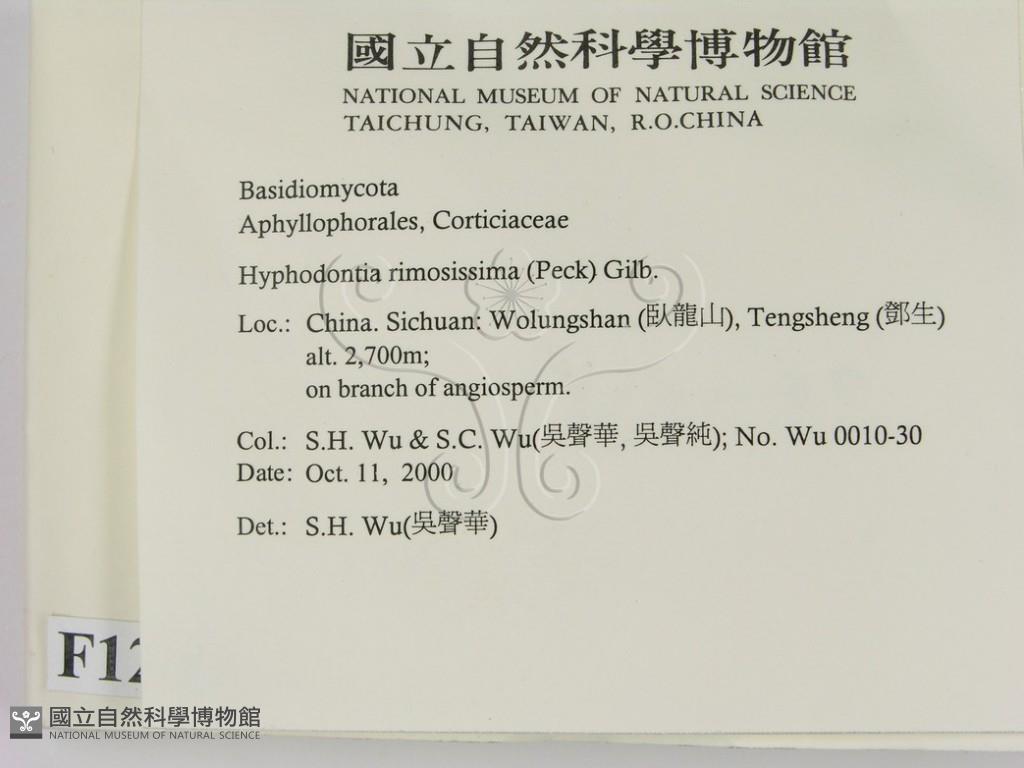 國立自然科學博物館
NATIONAL MUSEUM OF NATURAL SCIENCE
TAICHUNG, TAIWAN, R.O.CHINA
Basidiomycota
Aphyllophorales, Corticiaceae
Hyphodontia rimosissima (Peck) Gilb.
Loc.: China. Sichuan: Wolungshan (臥龍山), Tengsheng (鄧生)
alt. 2,700m;
on branch of angiosperm.
Col.: S.H. Wu & S.C. Wu(吳聲華, 吳聲純); No. Wu 0010-30
Date: Oct. 11, 2000
Det.: S.H. Wu(吳聲華)
F12
國立自然科學博物館
NATIONAL MUSEUM OF NATURAL SCIENCE